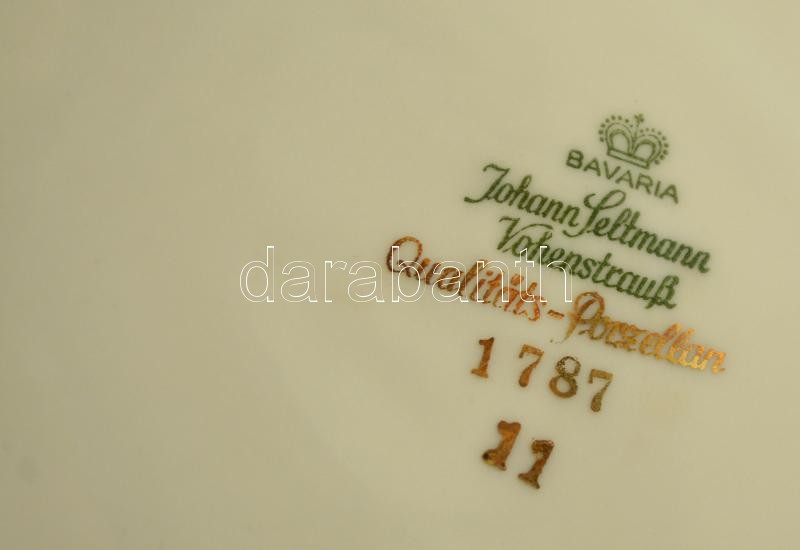 BAVARIA
Johann Seltmann
Vohenstrauß
darabanth
Qualitäts-Porzellan
1787
11